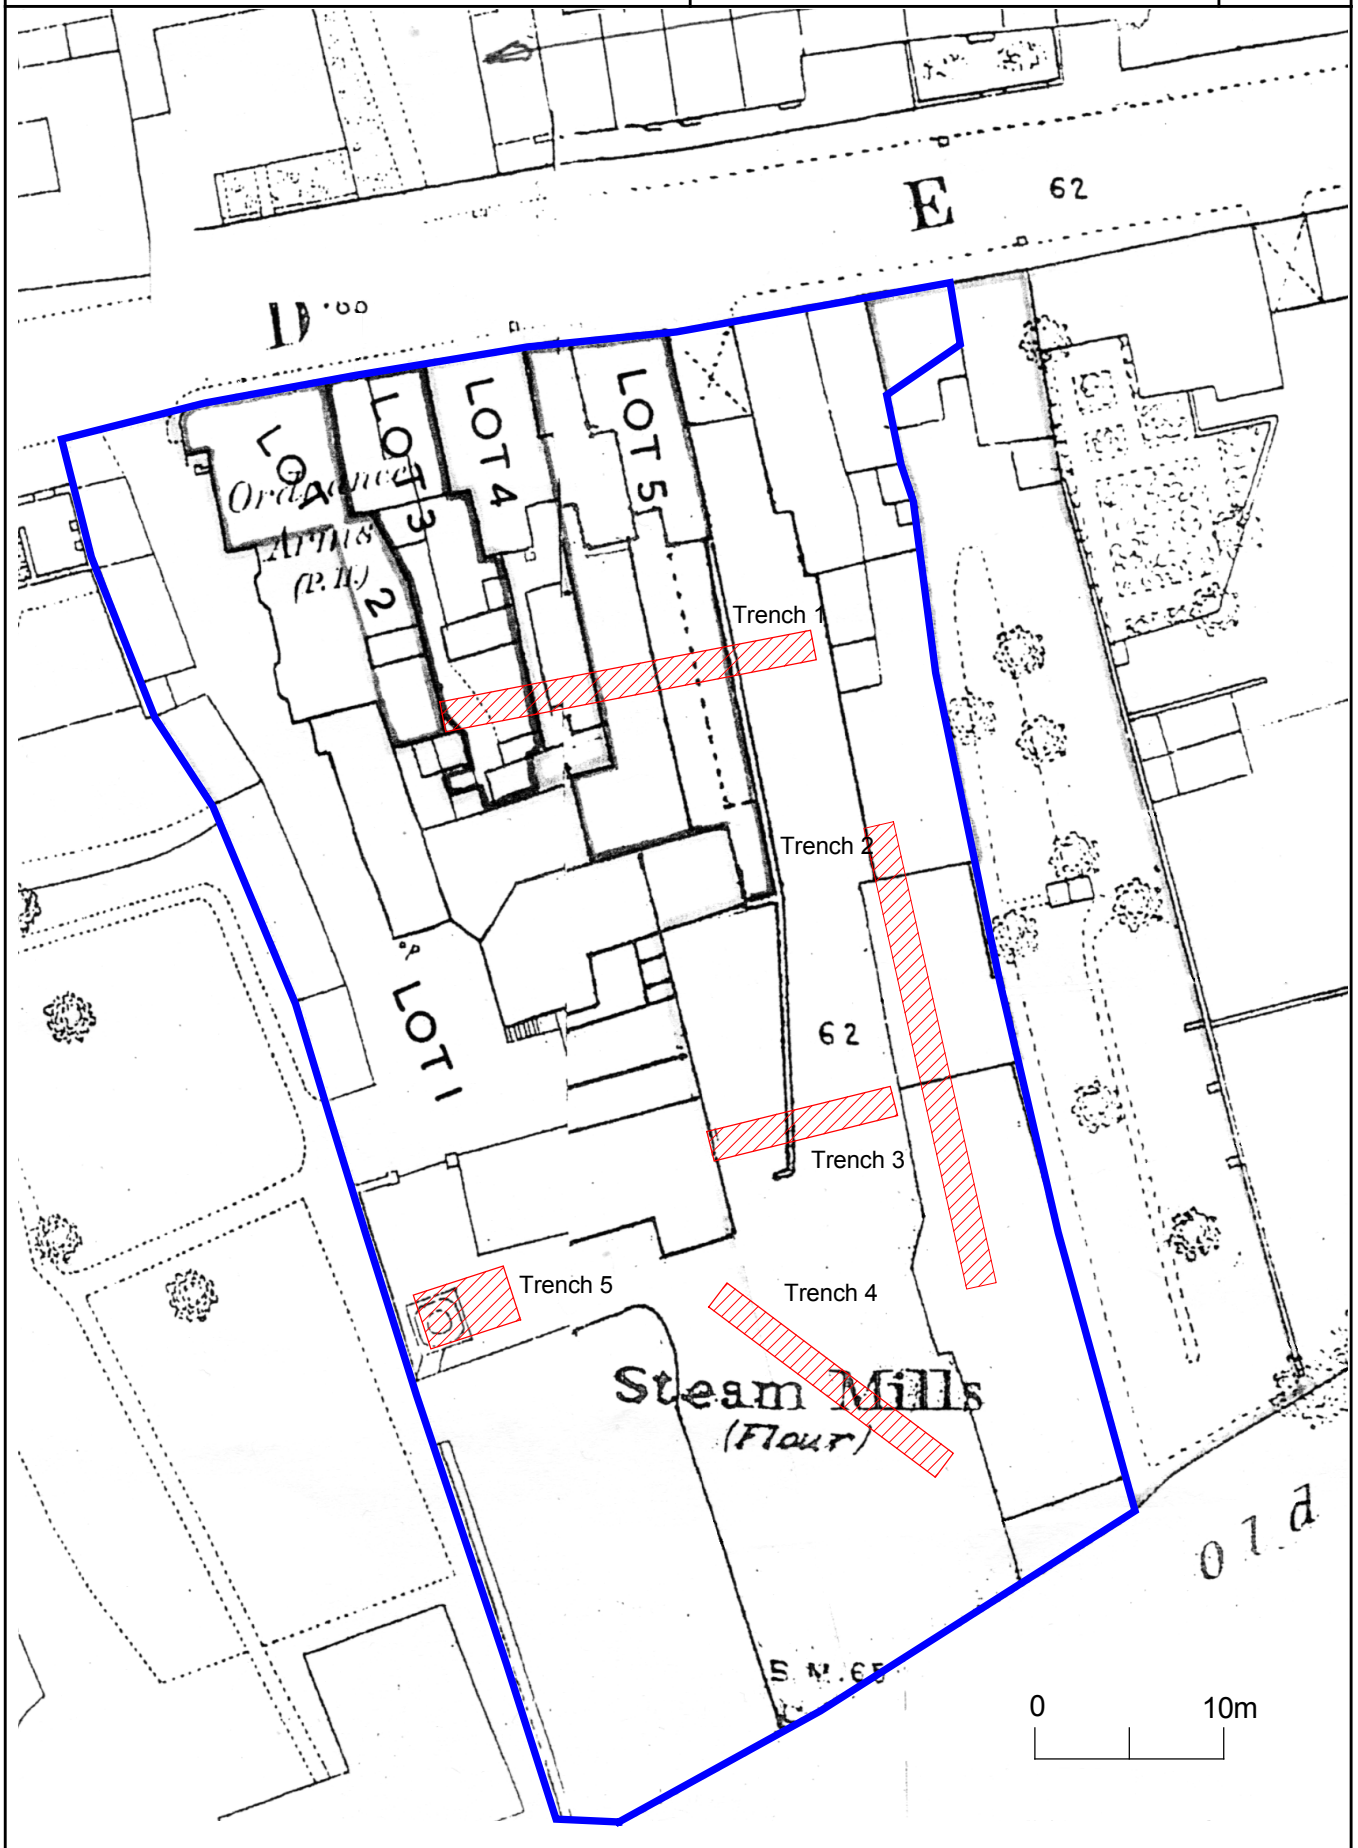 E
62
D
LOT 3
LOT 4
LOT 5
Ordnance
Arms
(P.H.)
2
Trench 1
Trench 2
LOT 1
62
Trench 3
Trench 5
Trench 4
Steam Mills
(Flour)
old
0 10m